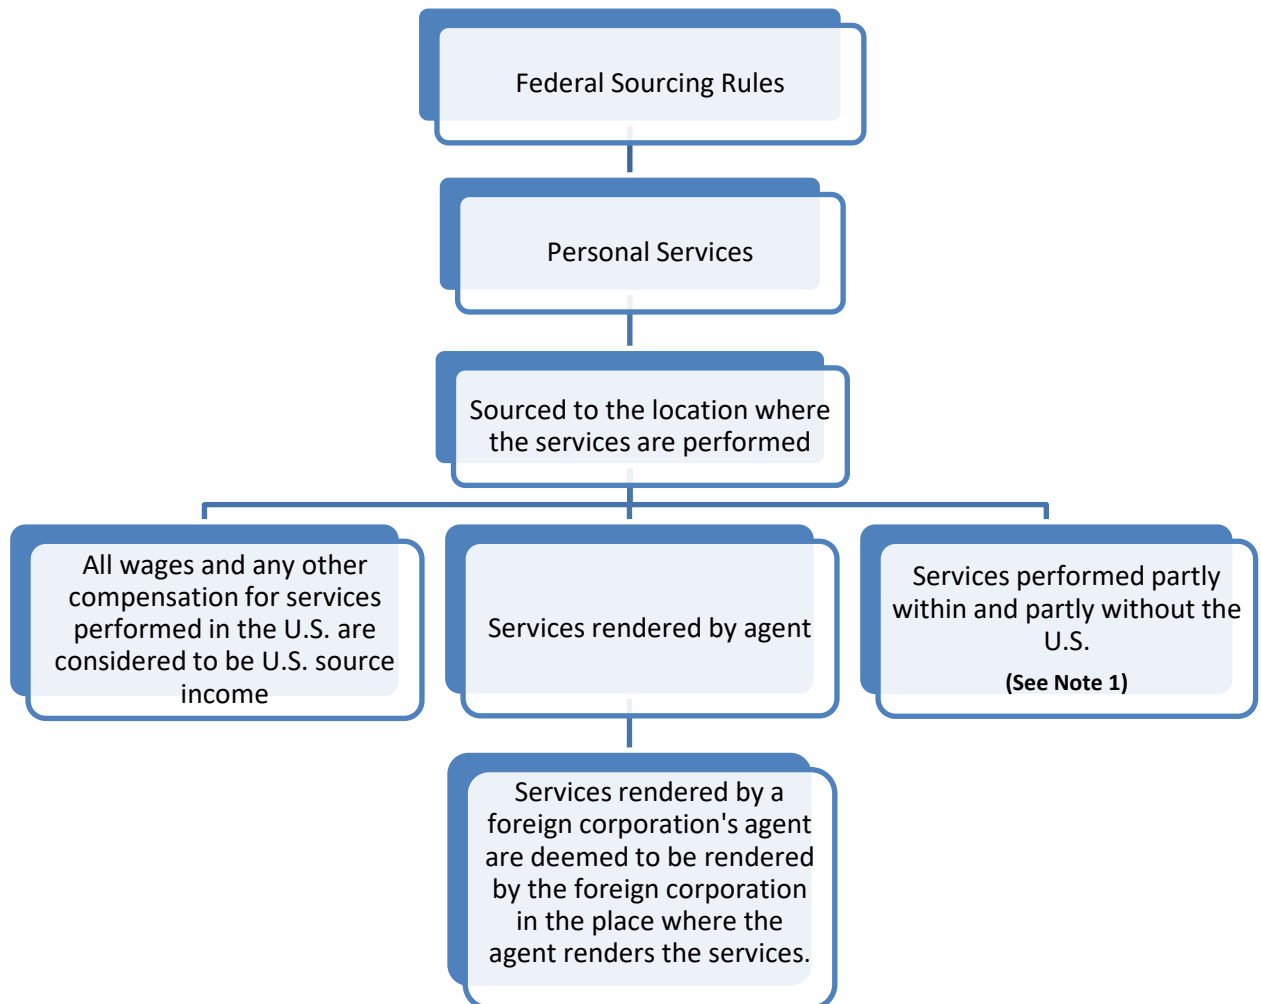 Federal Sourcing Rules
Personal Services
Sourced to the location where
the services are performed
All wages and any other
compensation for services
performed in the U.S. are
considered to be U.S. source
income
Services rendered by agent
Services performed partly
within and partly without the
U.S.
(See Note 1)
Services rendered by a
foreign corporation's agent
are deemed to be rendered
by the foreign corporation
in the place where the
agent renders the services.